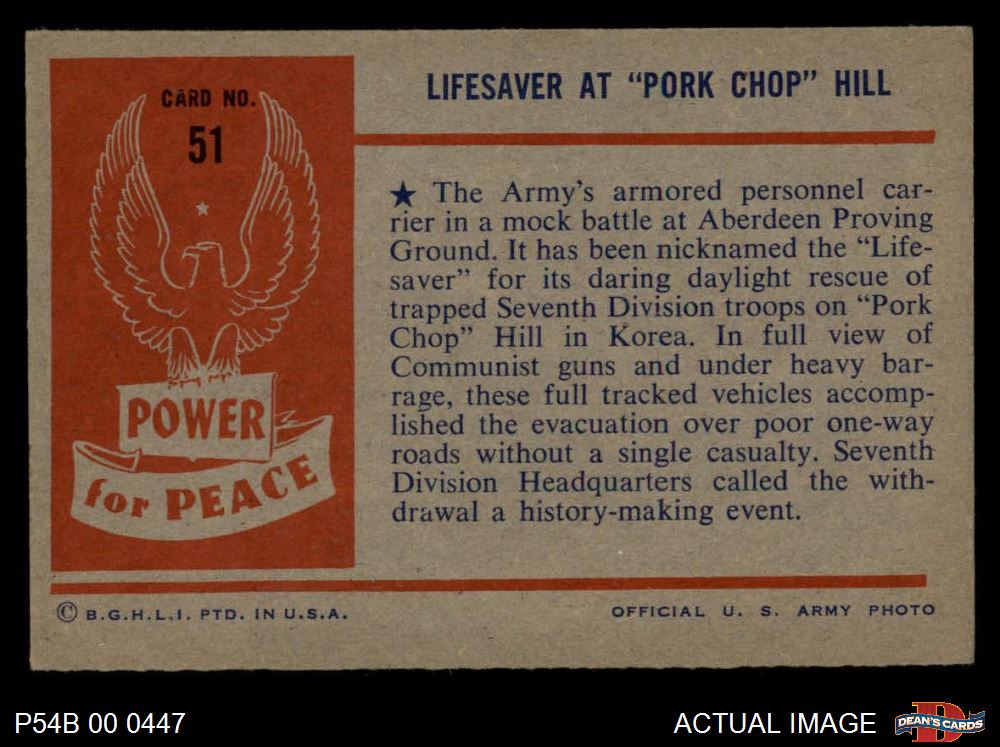 CARD NO.
51
POWER
for PEACE
LIFESAVER AT “PORK CHOP” HILL
★ The Army’s armored personnel car-
rier in a mock battle at Aberdeen Proving
Ground. It has been nicknamed the “Life-
saver” for its daring daylight rescue of
trapped Seventh Division troops on “Pork
Chop” Hill in Korea. In full view of
Communist guns and under heavy bar-
rage, these full tracked vehicles accomp-
lished the evacuation over poor one-way
roads without a single casualty. Seventh
Division Headquarters called the with-
drawal a history-making event.
© B.G.H.L.I. PTD. IN U.S.A.
OFFICIAL U. S. ARMY PHOTO
P54B 00 0447
ACTUAL IMAGE
DEAN'S CARDS